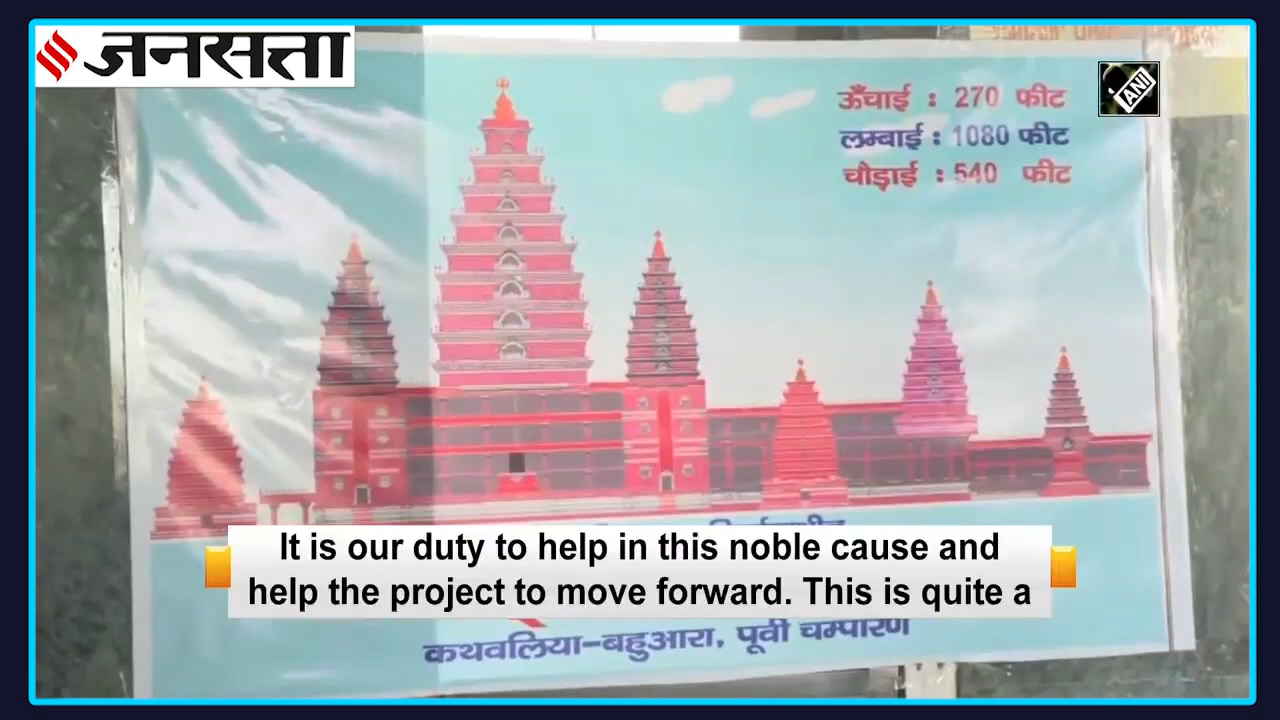 जनसत्ता
ANI
ऊँचाई : 270 फीट
लम्बाई : 1080 फीट
चौड़ाई : 540 फीट
It is our duty to help in this noble cause and
help the project to move forward. This is quite a
कथवलिया-बहुआरा, पूर्वी चम्पारण